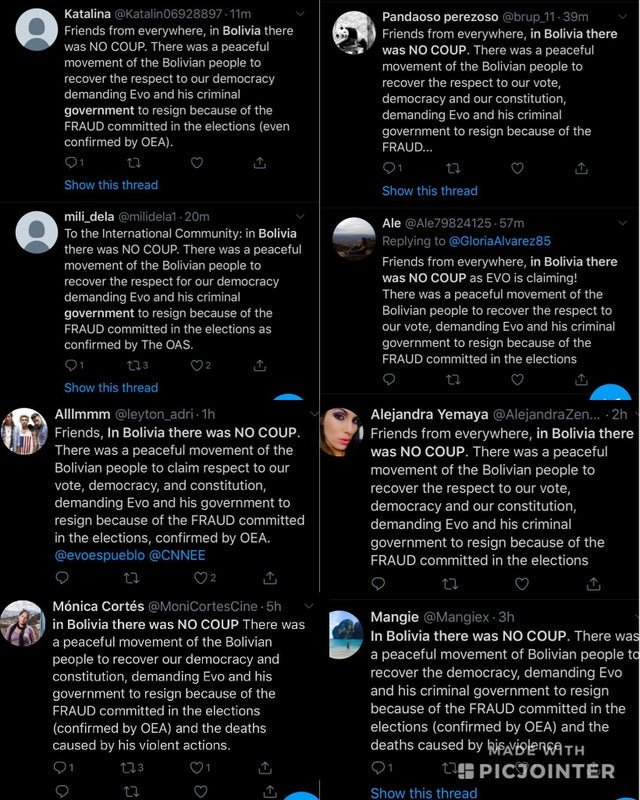 Katalina @Katalin06928897 · 11m
Friends from everywhere, in Bolivia there
was NO COUP. There was a peaceful
movement of the Bolivian people to
recover the respect to our democracy
demanding Evo and his criminal
government to resign because of the
FRAUD committed in the elections (even
confirmed by OEA).
1
Show this thread
Pandaoso perezoso @brup_11 · 39m
Friends from everywhere, in Bolivia there
was NO COUP. There was a peaceful
movement of the Bolivian people to
recover the respect to our vote,
democracy and our constitution,
demanding Evo and his criminal
government to resign because of the
FRAUD...
1
Show this thread
mili_dela @milidela1 · 20m
To the International Community: in Bolivia
there was NO COUP. There was a peaceful
movement of the Bolivian people to
recover the respect for our democracy
demanding Evo and his criminal
government to resign because of the
FRAUD committed in the elections as
confirmed by The OAS.
1 3 2
Show this thread
Ale @Ale79824125 · 57m
Replying to @GloriaAlvarez85
Friends from everywhere, in Bolivia there
was NO COUP as EVO is claiming!
There was a peaceful movement of the
Bolivian people to recover the respect to
our vote, demanding Evo and his criminal
government to resign because of the
FRAUD committed in the elections
Alllmmm @leyton_adri · 1h
Friends, In Bolivia there was NO COUP.
There was a peaceful movement of the
Bolivian people to claim respect to our
vote, democracy, and constitution,
demanding Evo and his government to
resign because of the FRAUD committed
in the elections, confirmed by OEA.
@evoespueblo @CNNEE
2
Alejandra Yemaya @AlejandraZen... · 2h
Friends from everywhere, in Bolivia there
was NO COUP. There was a peaceful
movement of the Bolivian people to
recover the respect to our vote,
democracy and our constitution,
demanding Evo and his criminal
government to resign because of the
FRAUD committed in the elections
Mónica Cortés @MoniCortesCine · 5h
in Bolivia there was NO COUP There was
a peaceful movement of the Bolivian
people to recover our democracy and
constitution, demanding Evo and his
government to resign because of the
FRAUD committed in the elections
(confirmed by OEA) and the deaths
caused by his violent actions.
1 3 1
Mangie @Mangiex · 3h
In Bolivia there was NO COUP. There was
a peaceful movement of Bolivian people to
recover the democracy, demanding Evo
and his criminal government to resign
because of the FRAUD committed in the
elections (confirmed by OEA) and the
deaths caused by his violence
1
Show this thread
MADE WITH
PICJOINTER